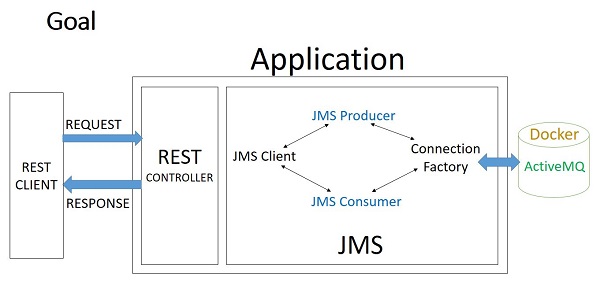 Goal
Application
REQUEST
REST
CLIENT
RESPONSE
REST
CONTROLLER
JMS Client
JMS Producer
JMS Consumer
Connection
Factory
JMS
Docker
ActiveMQ